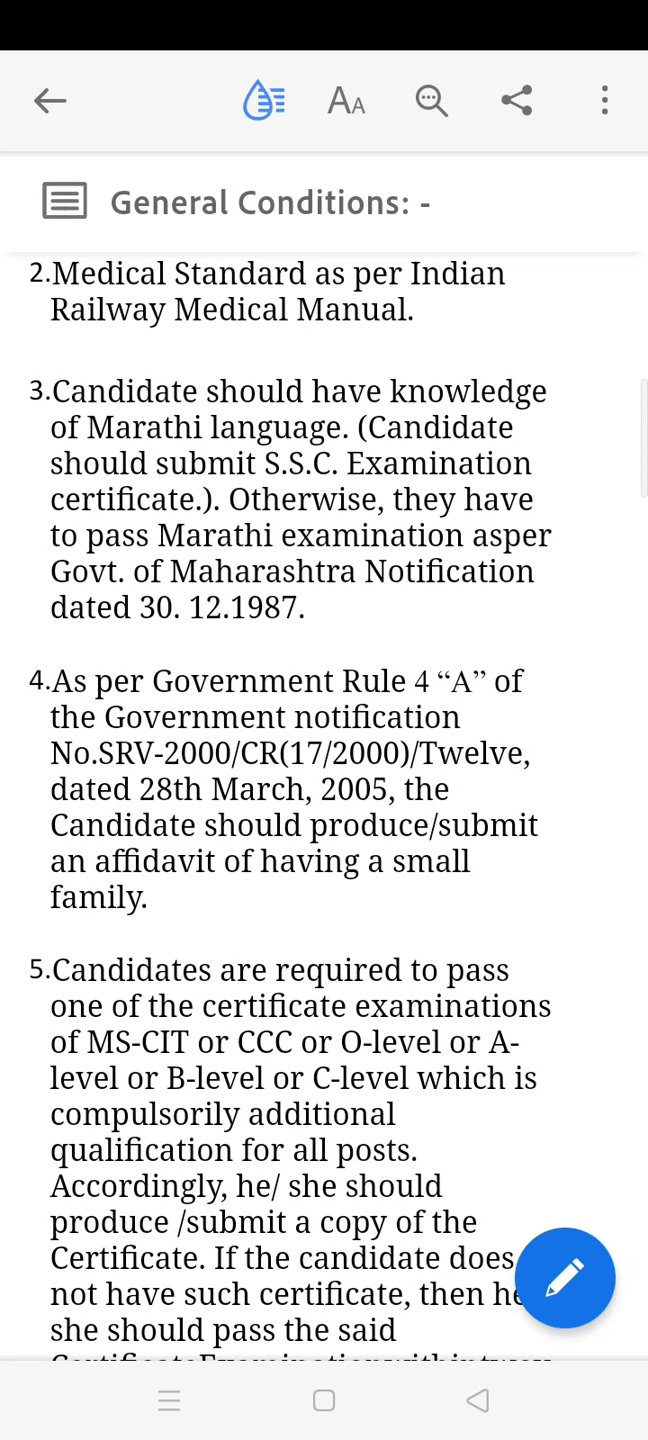 AA
General Conditions: -
2.Medical Standard as per Indian
Railway Medical Manual.
3.Candidate should have knowledge
of Marathi language. (Candidate
should submit S.S.C. Examination
certificate.). Otherwise, they have
to pass Marathi examination asper
Govt. of Maharashtra Notification
dated 30. 12.1987.
4.As per Government Rule 4 “A” of
the Government notification
No.SRV-2000/CR(17/2000)/Twelve,
dated 28th March, 2005, the
Candidate should produce/submit
an affidavit of having a small
family.
5.Candidates are required to pass
one of the certificate examinations
of MS-CIT or CCC or O-level or A-
level or B-level or C-level which is
compulsorily additional
qualification for all posts.
Accordingly, he/ she should
produce /submit a copy of the
Certificate. If the candidate does
not have such certificate, then he
she should pass the said